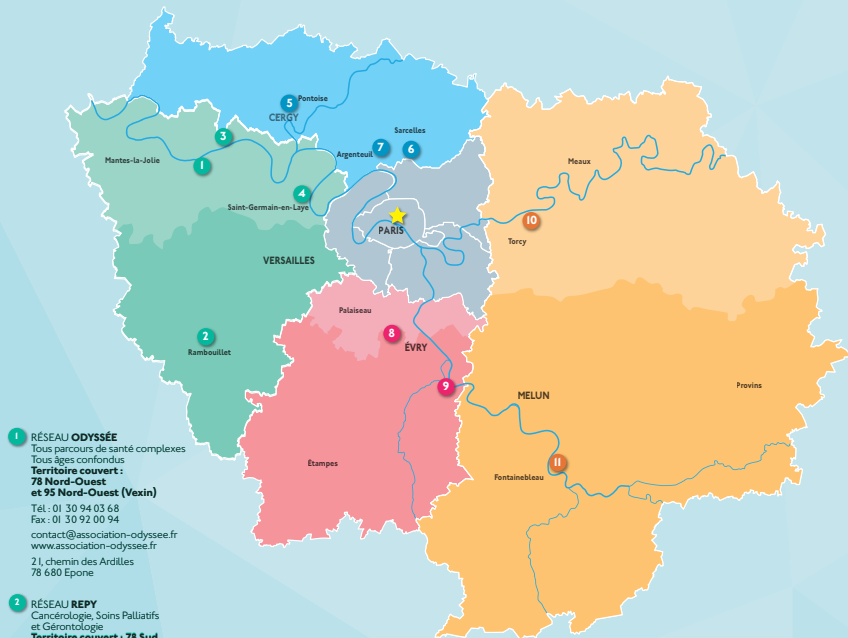 5
Pontoise
CERGY
Sarcelles
3
7
6
Argenteuil
Mantes-la-Jolie
1
Meaux
4
Saint-Germain-en-Laye
10
PARIS
Torcy
VERSAILLES
Palaiseau
2
8
Rambouillet
ÉVRY
9
MELUN
Provins
Étampes
11
Fontainebleau
1 RÉSEAU ODYSSÉE
Tous parcours de santé complexes
Tous âges confondus
Territoire couvert :
78 Nord-Ouest
et 95 Nord-Ouest (Vexin)
Tél : 01 30 94 03 68
Fax : 01 30 92 00 94
contact@association-odyssee.fr
www.association-odyssee.fr
21, chemin des Ardilles
78 680 Epone
2 RÉSEAU REPY
Cancérologie, Soins Palliatifs
et Gérontologie
Territoire couvert : 78 Sud